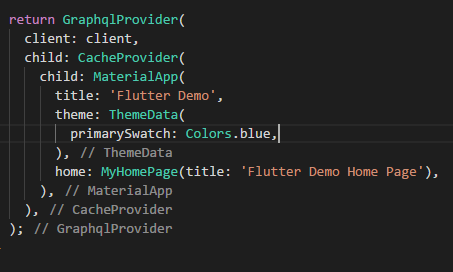 return GraphqlProvider(
client: client,
child: CacheProvider(
child: MaterialApp(
title: 'Flutter Demo',
theme: ThemeData(
primarySwatch: Colors.blue,
), // ThemeData
home: MyHomePage(title: 'Flutter Demo Home Page'),
), // MaterialApp
), // CacheProvider
); // GraphqlProvider